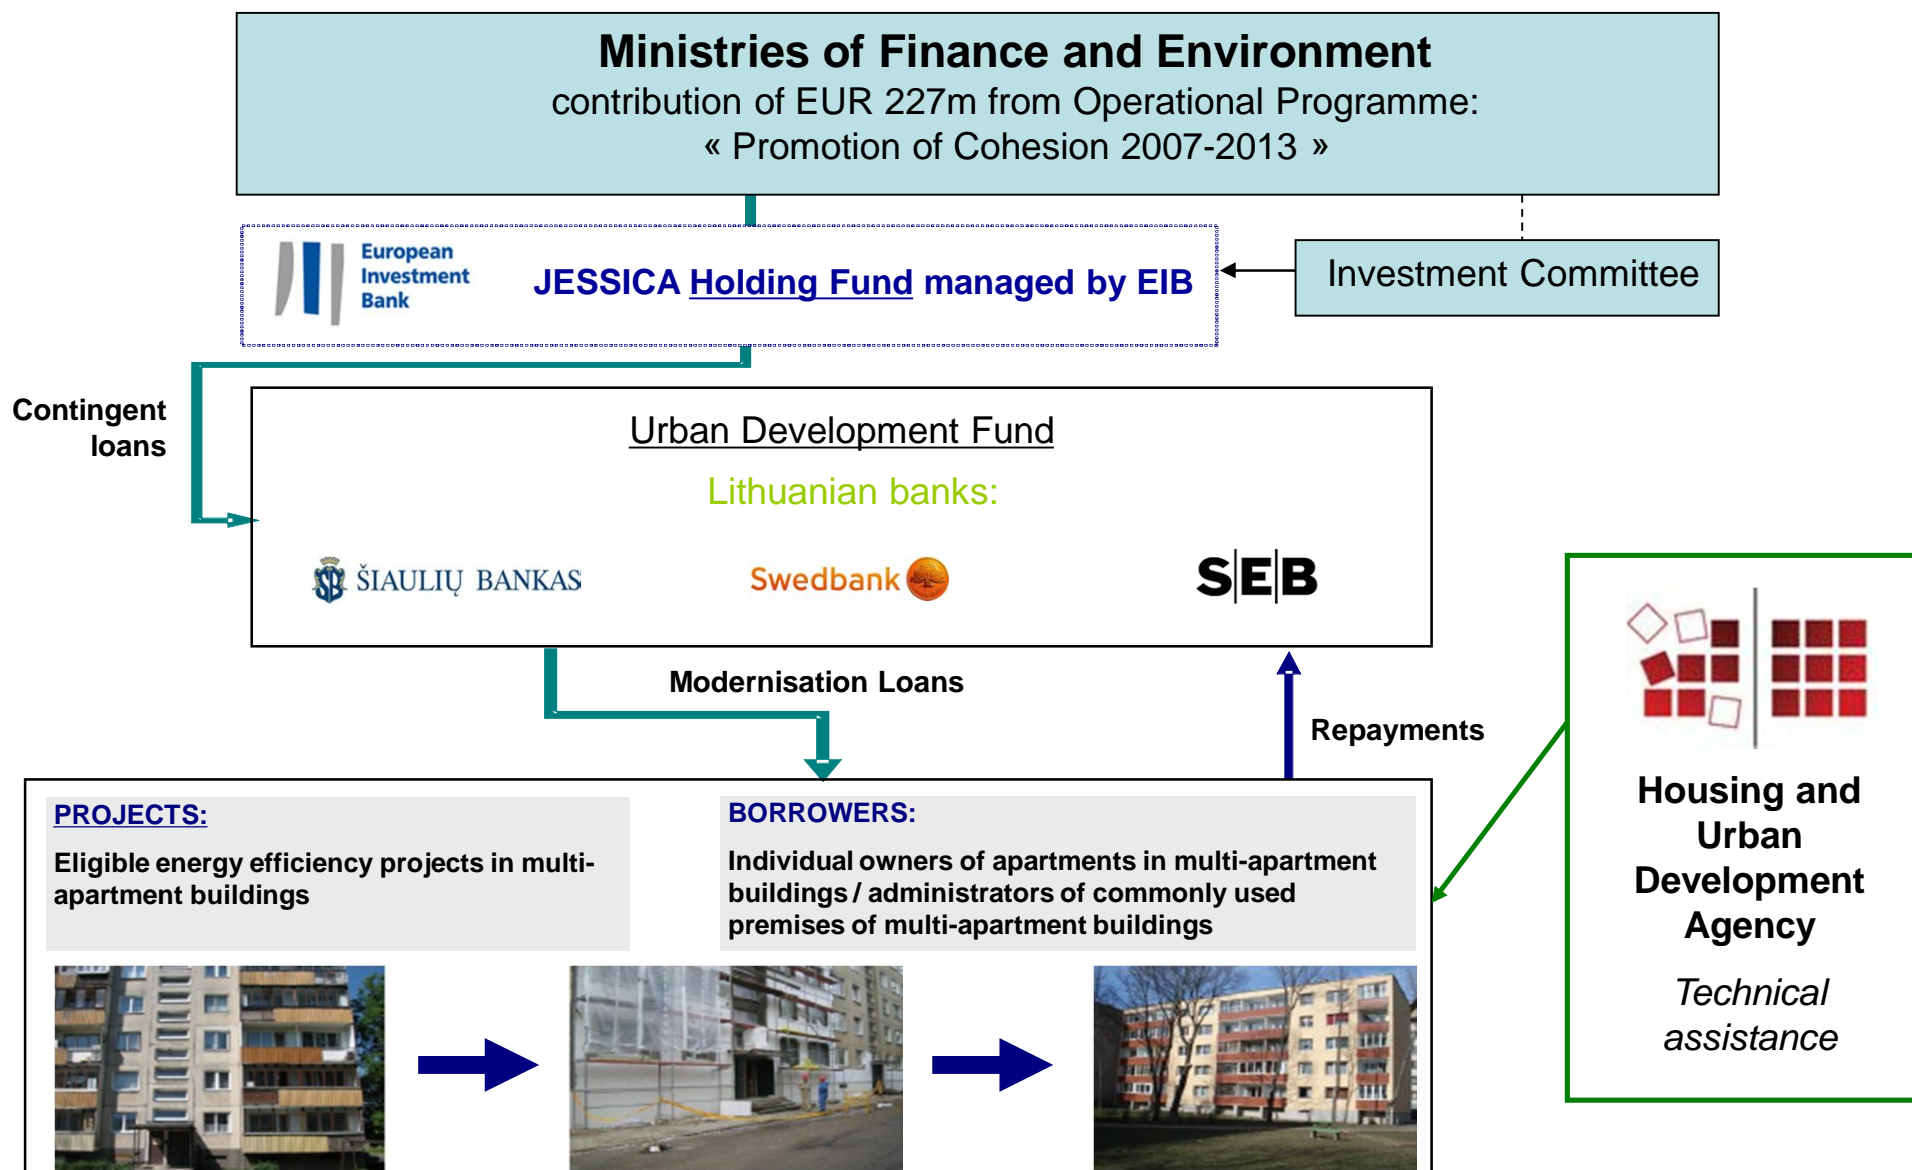 Ministries of Finance and Environment
contribution of EUR 227m from Operational Programme:
« Promotion of Cohesion 2007-2013 »
European
Investment
Bank
JESSICA Holding Fund managed by EIB
Investment Committee
Contingent
loans
Urban Development Fund
Lithuanian banks:
ŠIAULIŲ BANKAS
Swedbank
S|E|B
Modernisation Loans
Repayments
PROJECTS:
Eligible energy efficiency projects in multi-
apartment buildings
BORROWERS:
Individual owners of apartments in multi-apartment
buildings / administrators of commonly used
premises of multi-apartment buildings
Housing and
Urban
Development
Agency
Technical
assistance